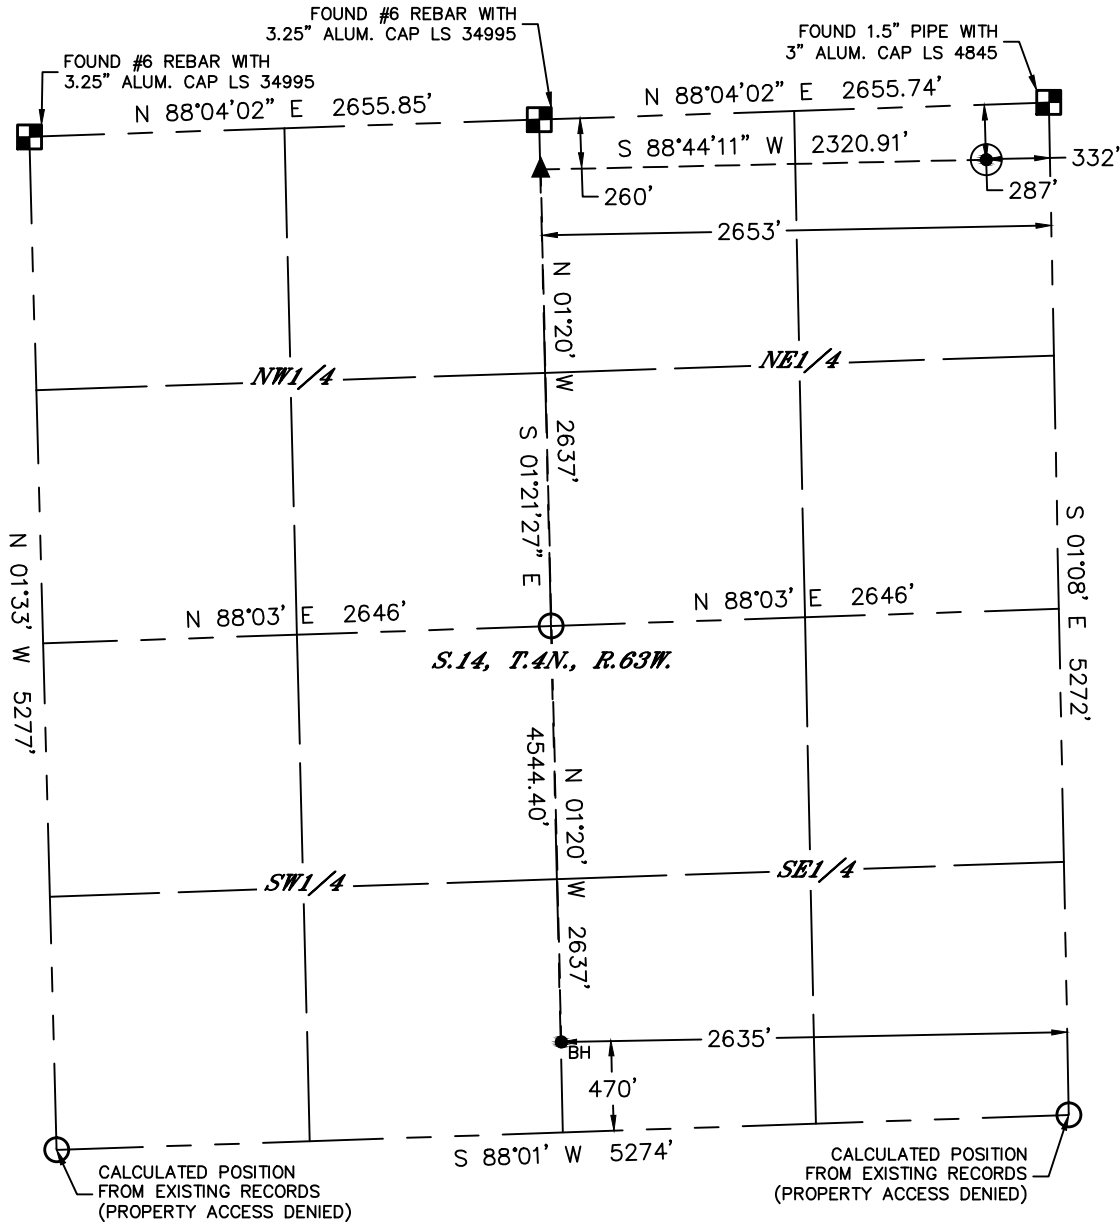 FOUND #6 REBAR WITH
3.25” ALUM. CAP LS 34995
FOUND 1.5” PIPE WITH
3” ALUM. CAP LS 4845
FOUND #6 REBAR WITH
3.25” ALUM. CAP LS 34995
N 88°04’02” E 2655.85’
N 88°04’02” E 2655.74’
S 88°44’11” W 2320.91’
332’
260’
287’
2653’
N 01°20’ W 2637’
NW1/4
NE1/4
S 01°21’27” E
4544.40’
N 01°33’ W 5277’
S 01°08’ E 5272’
N 88°03’ E 2646’
N 88°03’ E 2646’
S.14, T.4N., R.63W.
N 01°20’ W 2637’
SW1/4
SE1/4
BH
2635’
470’
S 88°01’ W 5274’
CALCULATED POSITION
FROM EXISTING RECORDS
(PROPERTY ACCESS DENIED)
CALCULATED POSITION
FROM EXISTING RECORDS
(PROPERTY ACCESS DENIED)